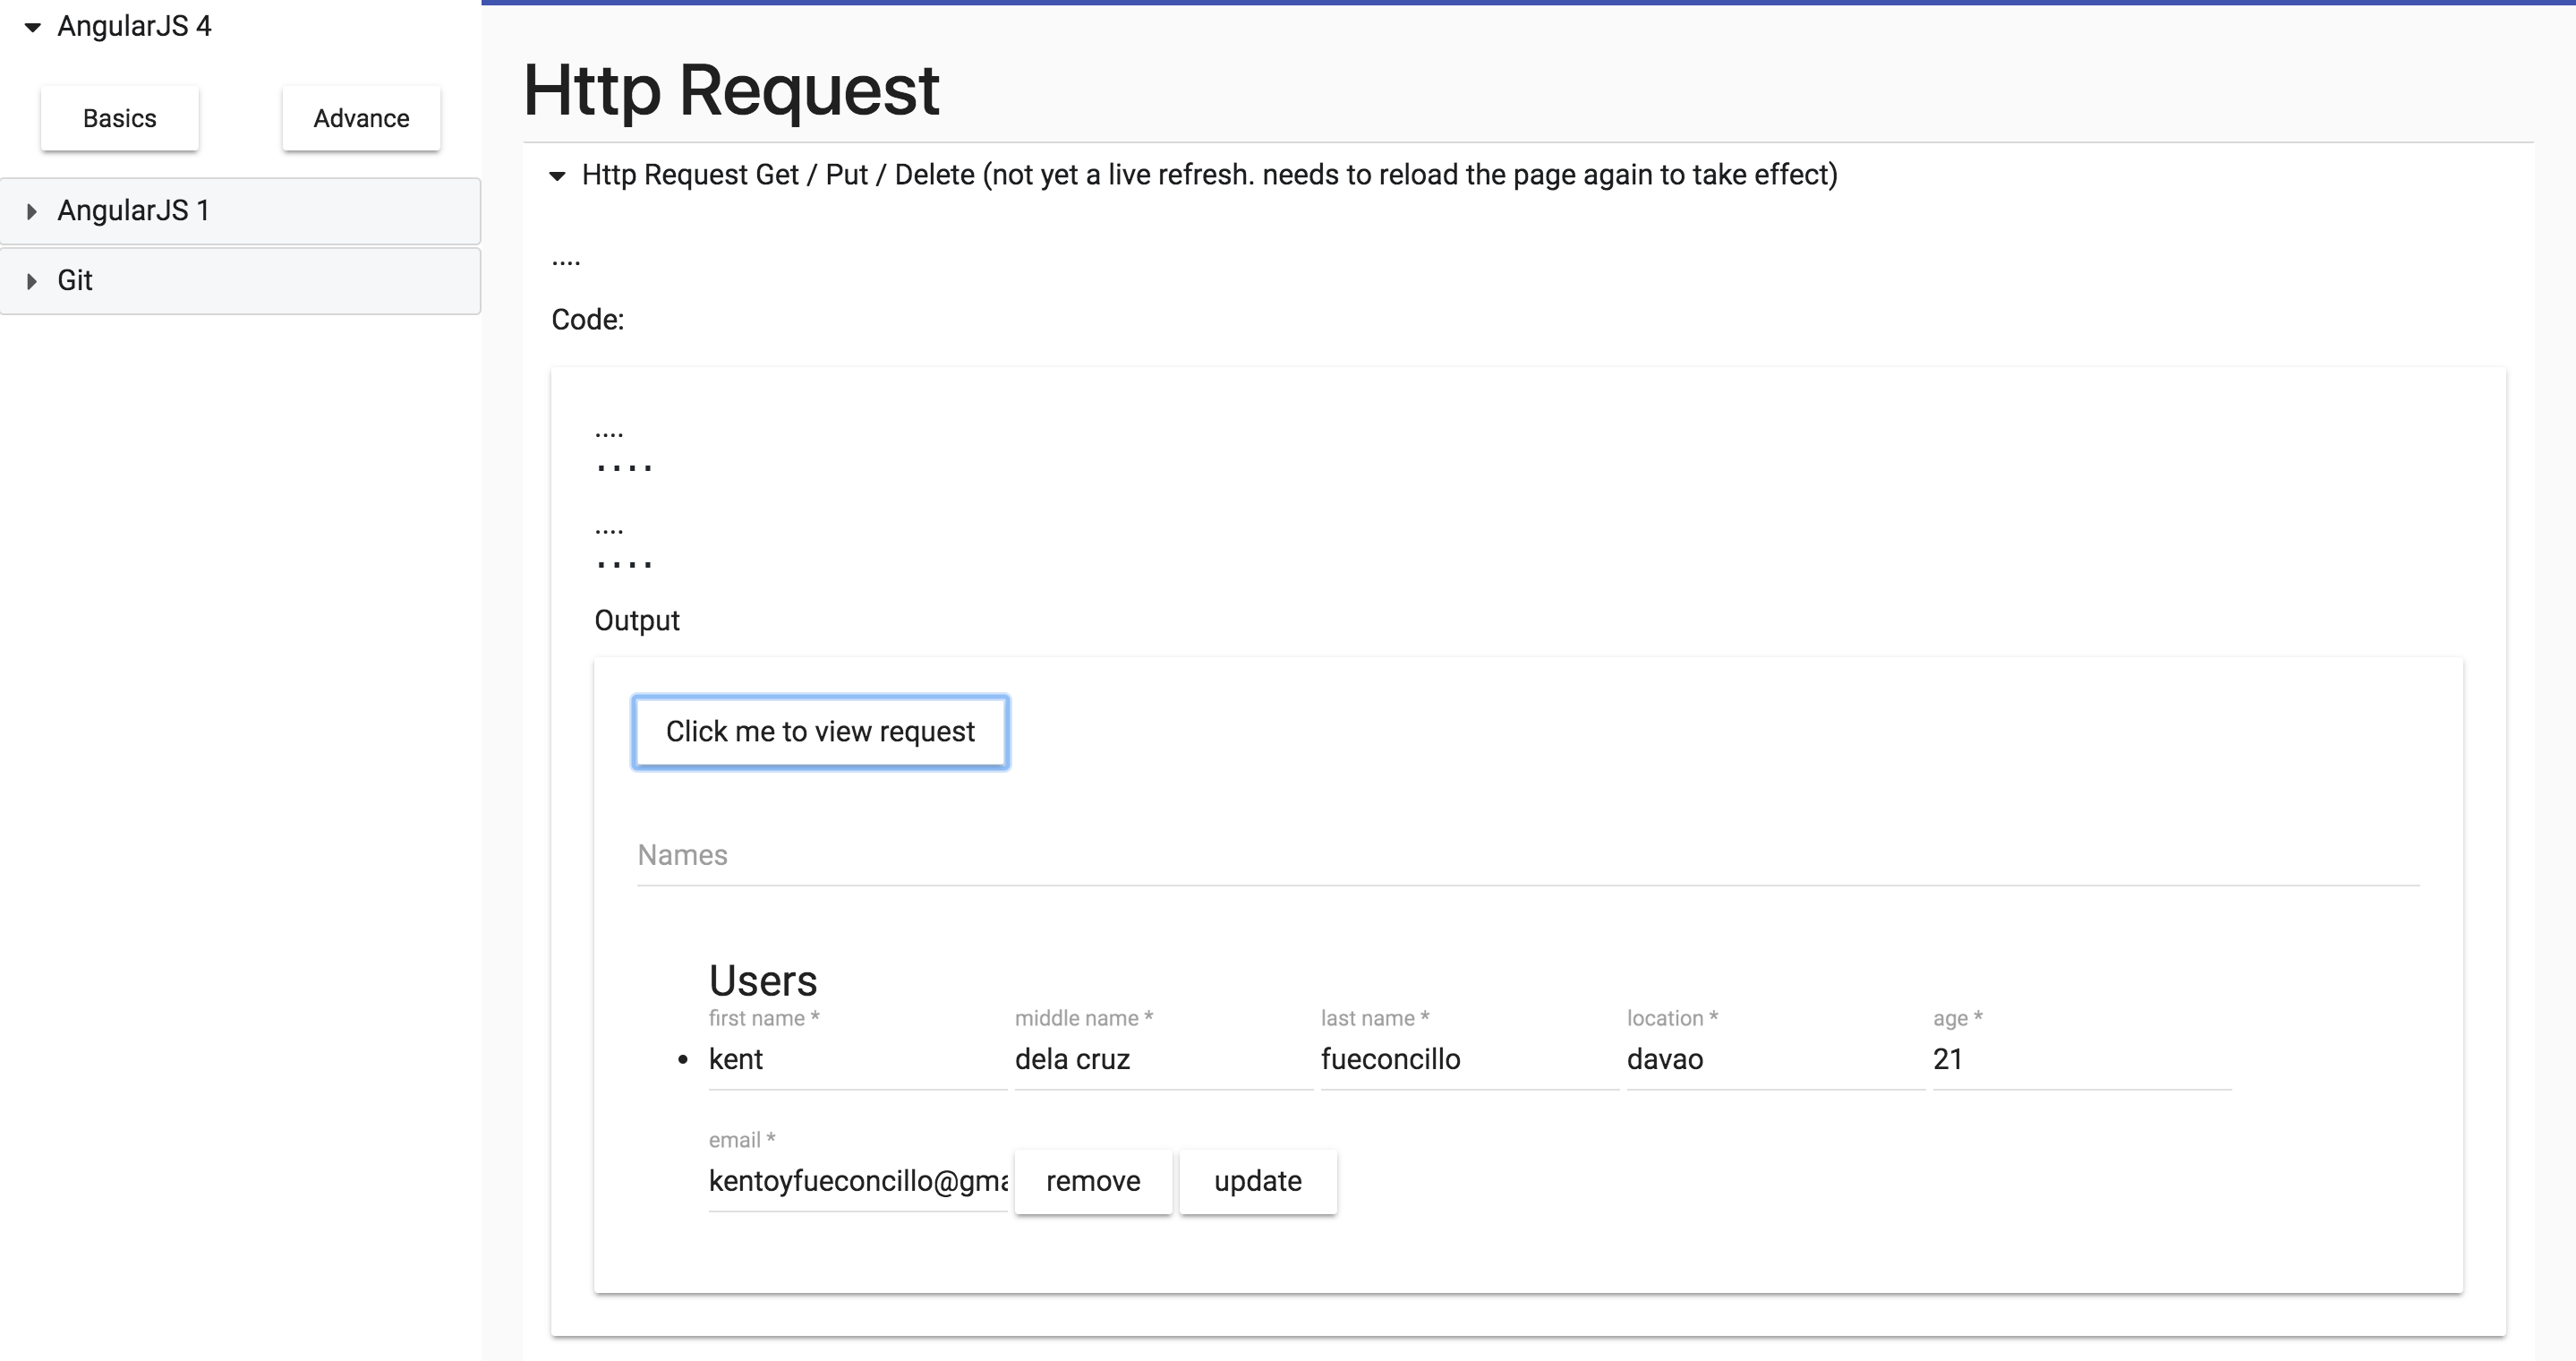 AngularJS 4
Basics
Advance
AngularJS 1
Git
Http Request
Http Request Get / Put / Delete (not yet a live refresh. needs to reload the page again to take effect)
....
Code:
....
....
....
....
Output
Click me to view request
Names
Users
first name * middle name * last name * location * age *
• kent dela cruz fueconcillo davao 21
email *
kentoyfueconcillo@gma remove update